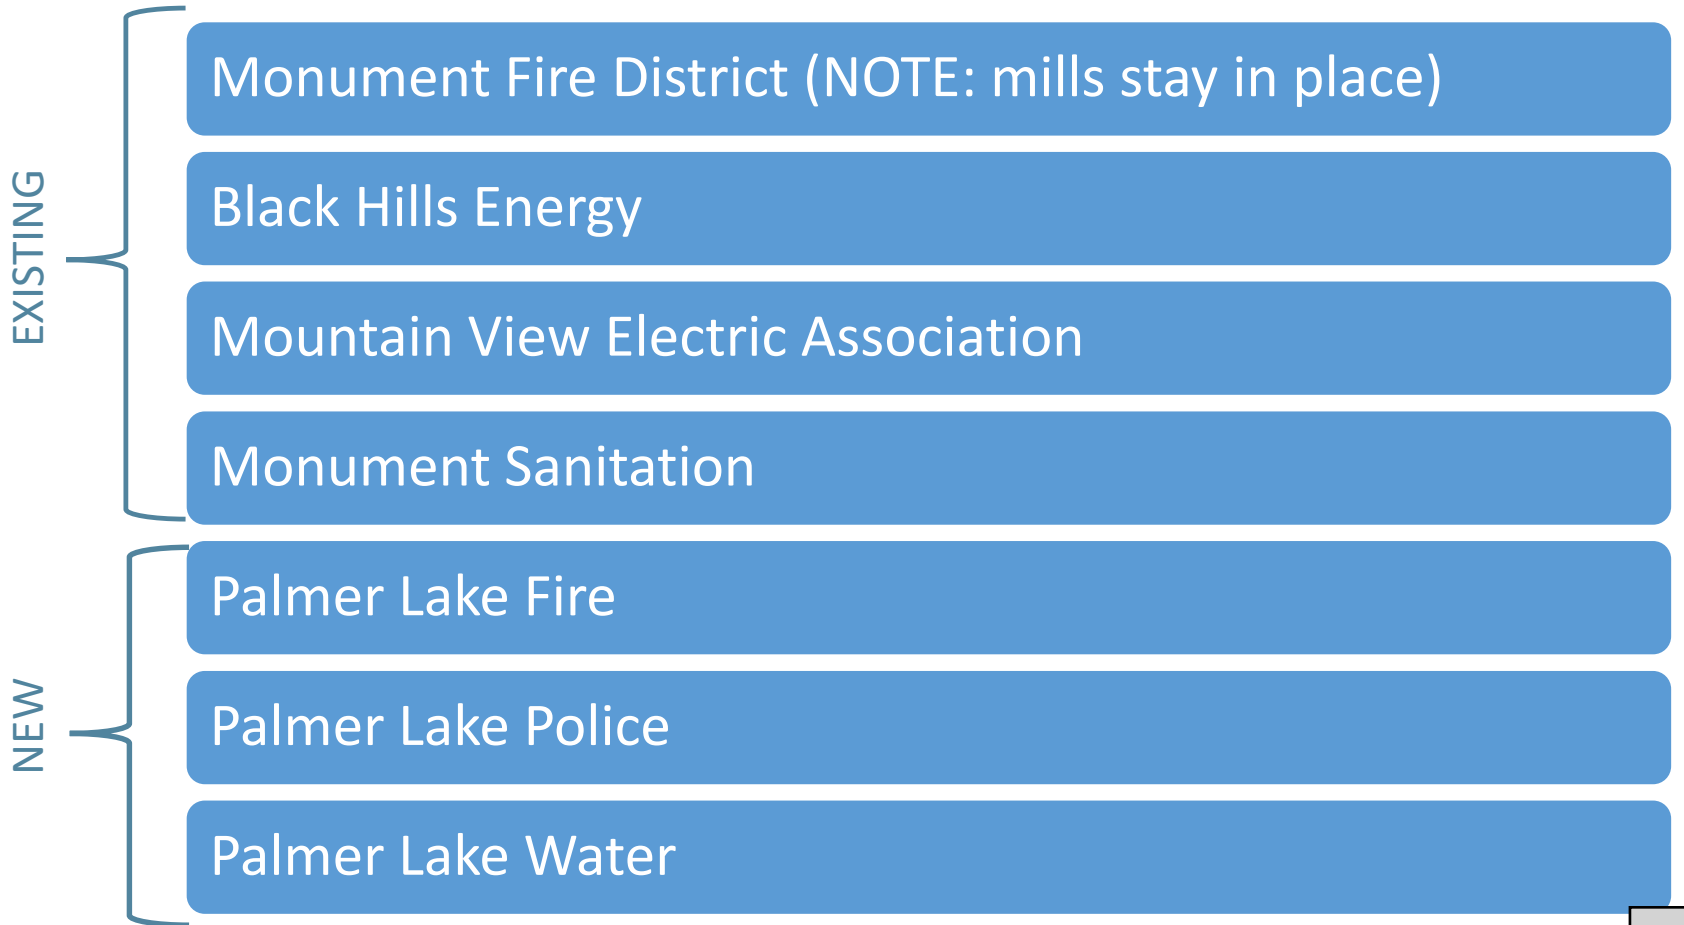 EXISTING
Monument Fire District (NOTE: mills stay in place)
Black Hills Energy
Mountain View Electric Association
Monument Sanitation
NEW
Palmer Lake Fire
Palmer Lake Police
Palmer Lake Water